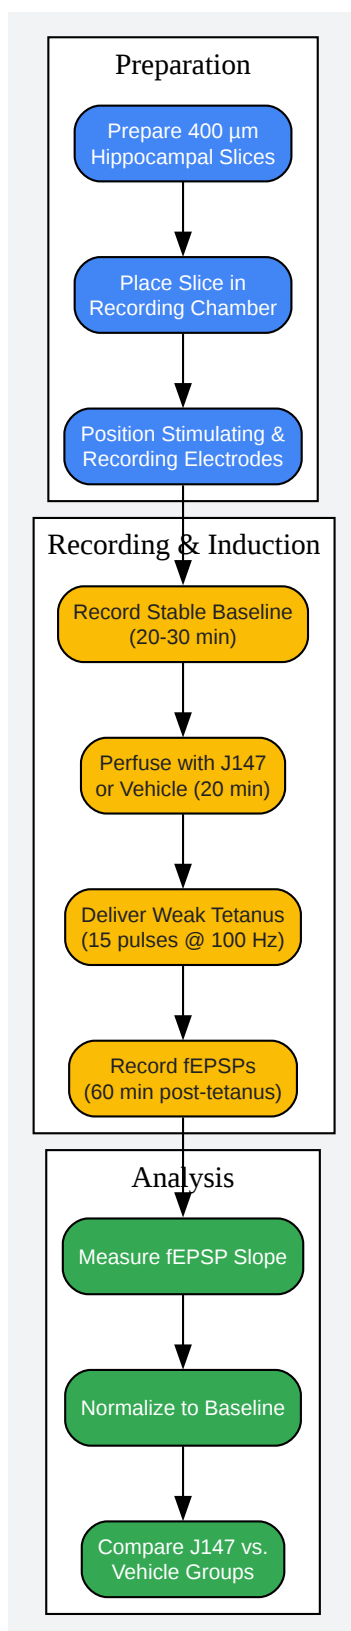 Preparation
Prepare 400 µm
Hippocampal Slices
Place Slice in
Recording Chamber
Position Stimulating &
Recording Electrodes
Recording & Induction
Record Stable Baseline
(20-30 min)
Perfuse with J147
or Vehicle (20 min)
Deliver Weak Tetanus
(15 pulses @ 100 Hz)
Record fEPSPs
(60 min post-tetanus)
Analysis
Measure fEPSP Slope
Normalize to Baseline
Compare J147 vs.
Vehicle Groups